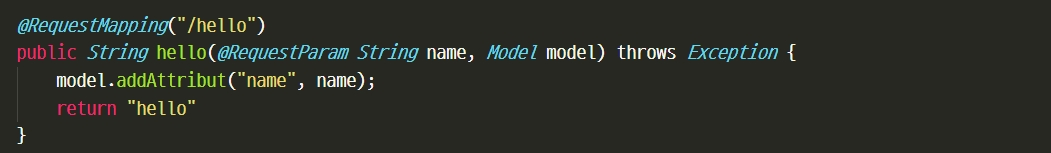 @RequestMapping("/hello")
public String hello(@RequestParam String name, Model model) throws Exception {
    model.addAttribut("name", name);
    return "hello"
}